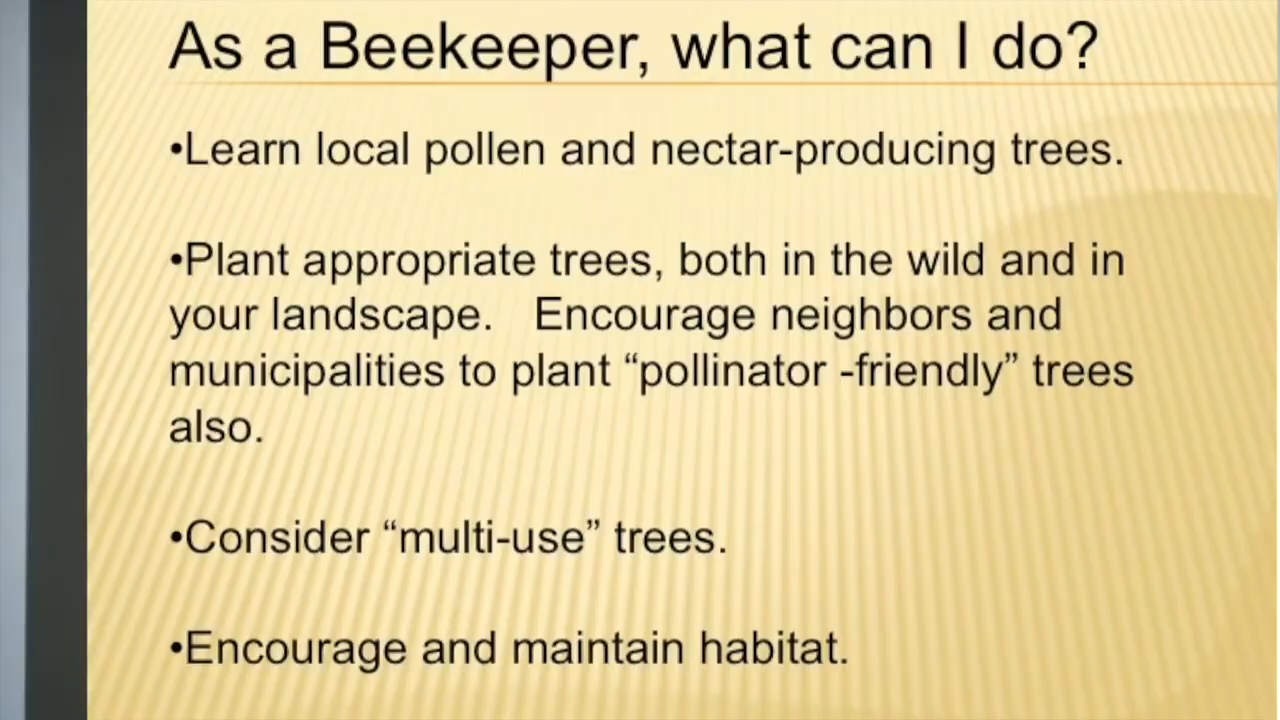 As a Beekeeper, what can I do?
•Learn local pollen and nectar-producing trees.
•Plant appropriate trees, both in the wild and in
your landscape. Encourage neighbors and
municipalities to plant “pollinator -friendly” trees
also.
•Consider “multi-use” trees.
•Encourage and maintain habitat.